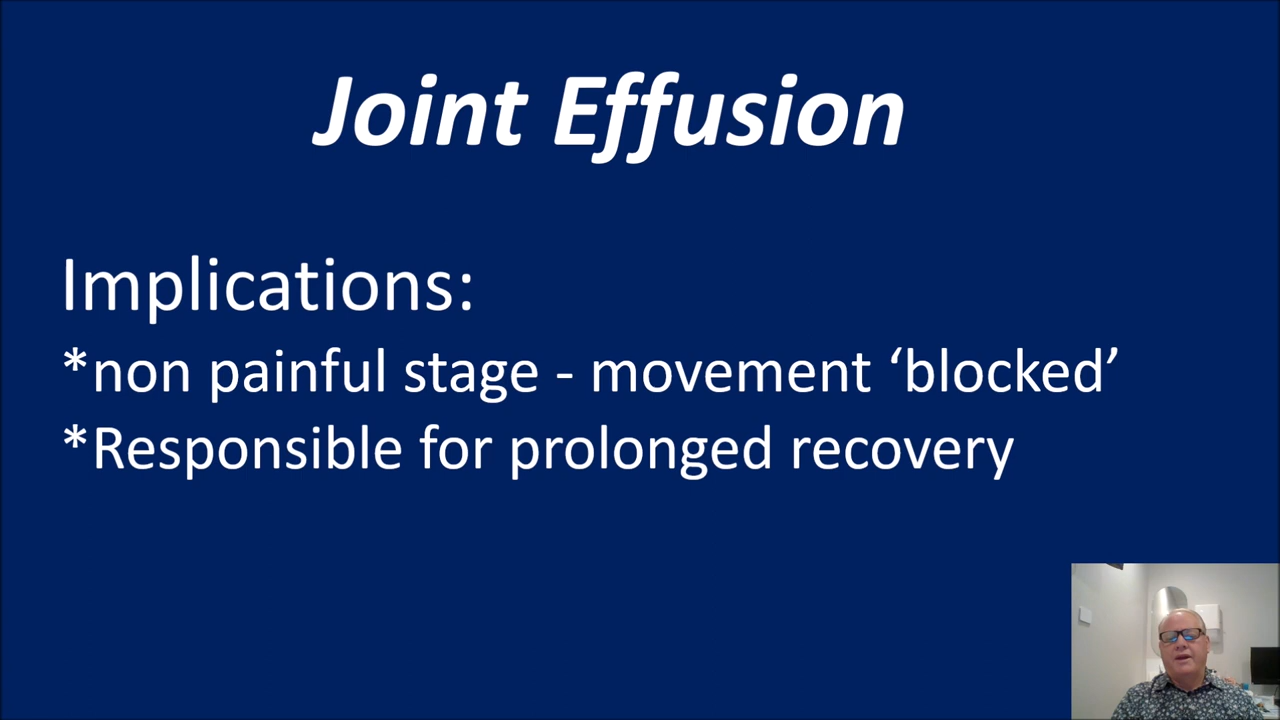 Joint Effusion
Implications:
*non painful stage - movement ‘blocked’
*Responsible for prolonged recovery